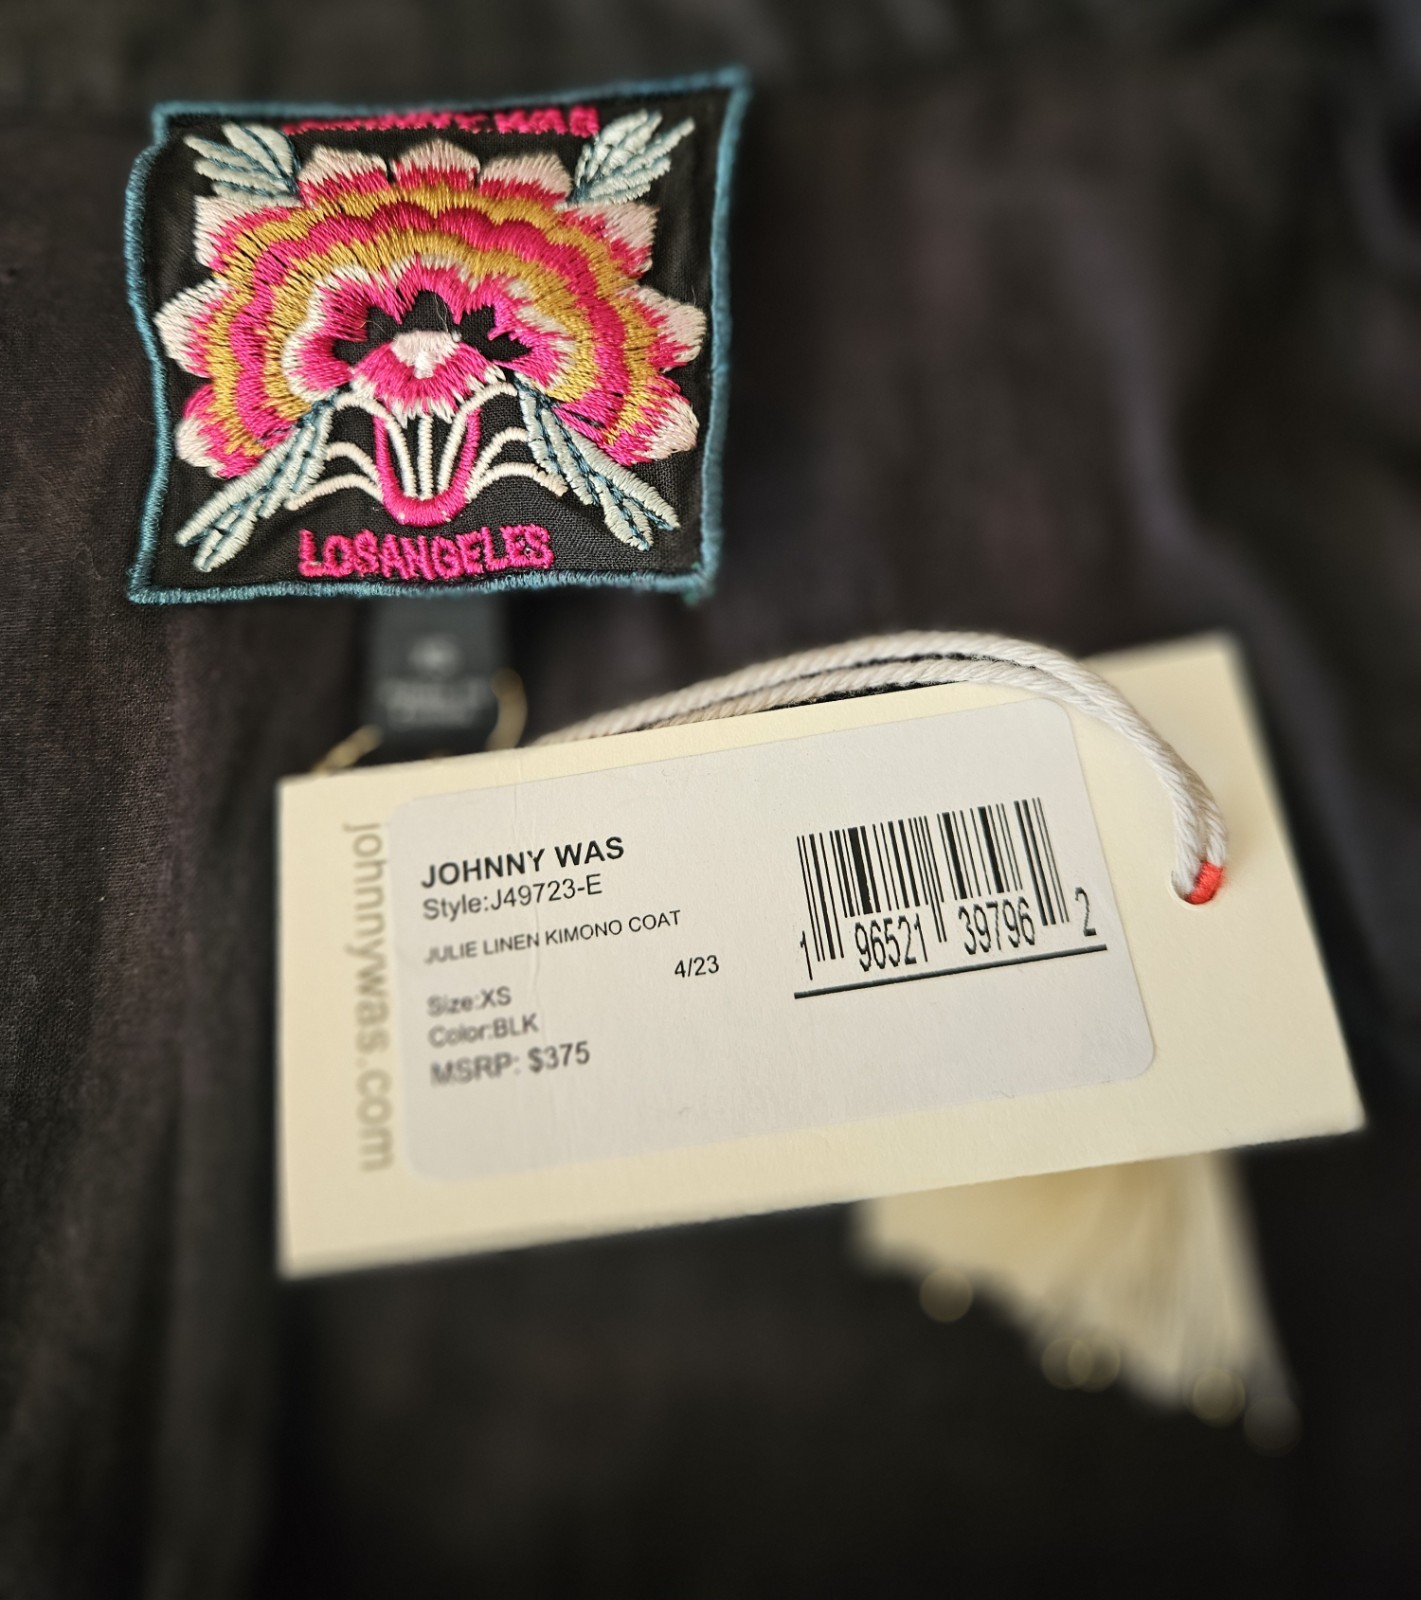 JOHNNY WAS
LOSANGELES
johnnywas.com
JOHNNY WAS
Style:J49723-E
JULIE LINEN KIMONO COAT
4/23
Size:XS
Color:BLK
MSRP: $375
1 96521 39796 2